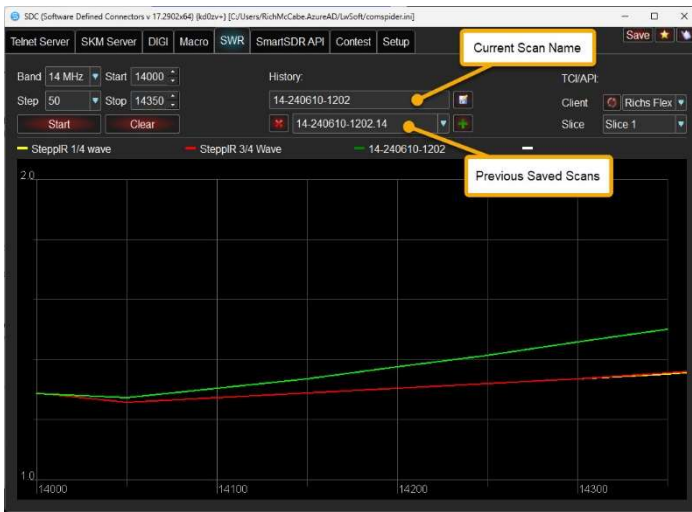 SDC (Software Defined Connectors v 17.2902x64) {kd0zv+} [C:/Users/RichMcCabe.AzureAD/LwSoft/comspider.ini]
Telnet Server SKM Server DIGI Macro SWR SmartSDR API Contest Setup Save
Current Scan Name
Band 14 MHz Start 14000 History: TCI/API:
Step 50 Stop 14350 14-240610-1202 Client Richs Flex
Start Clear 14-240610-1202.14 Slice Slice 1
SteppIR 1/4 wave SteppIR 3/4 Wave 14-240610-1202
Previous Saved Scans
2.0
1.0
14000 14100 14200 14300